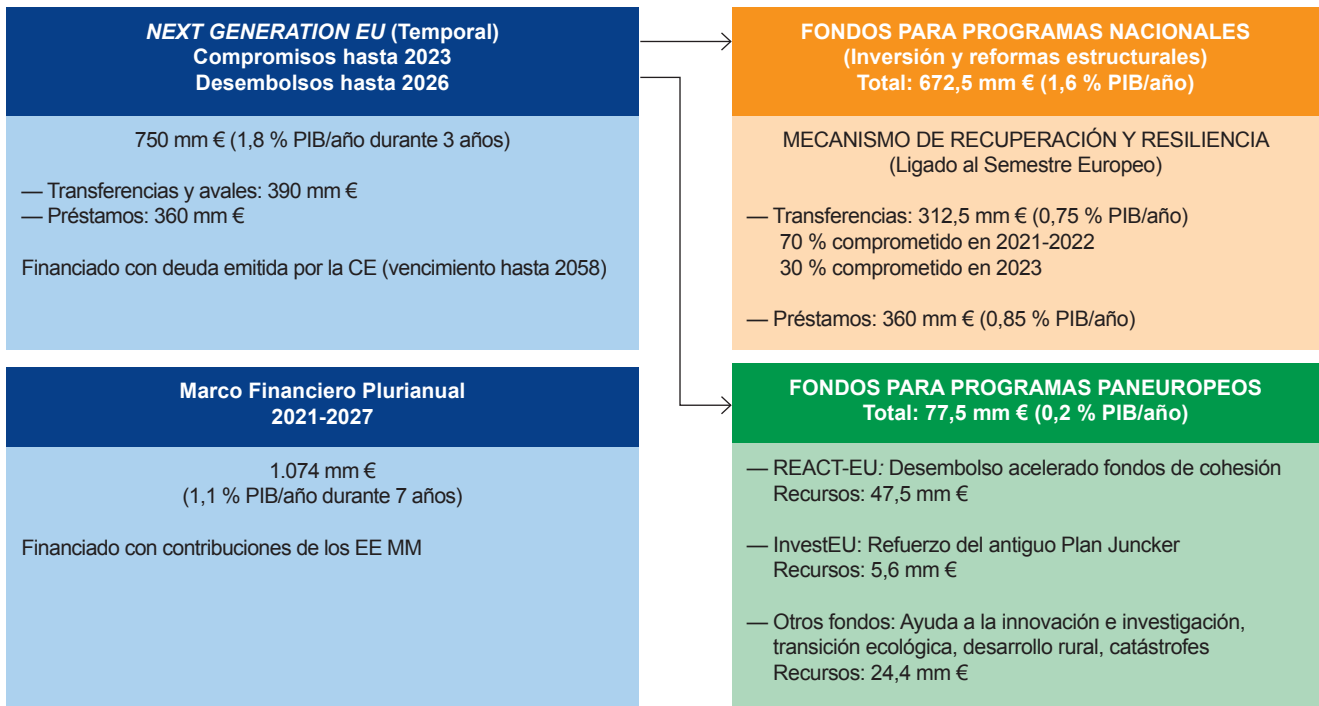 NEXT GENERATION EU (Temporal)
Compromisos hasta 2023
Desembolsos hasta 2026
750 mm € (1,8 % PIB/año durante 3 años)
— Transferencias y avales: 390 mm €
— Préstamos: 360 mm €
Financiado con deuda emitida por la CE (vencimiento hasta 2058)
FONDOS PARA PROGRAMAS NACIONALES
(Inversión y reformas estructurales)
Total: 672,5 mm € (1,6 % PIB/año)
MECANISMO DE RECUPERACIÓN Y RESILIENCIA
(Ligado al Semestre Europeo)
— Transferencias: 312,5 mm € (0,75 % PIB/año)
70 % comprometido en 2021-2022
30 % comprometido en 2023
— Préstamos: 360 mm € (0,85 % PIB/año)
Marco Financiero Plurianual
2021-2027
1.074 mm €
(1,1 % PIB/año durante 7 años)
Financiado con contribuciones de los EE MM
FONDOS PARA PROGRAMAS PANEUROPEOS
Total: 77,5 mm € (0,2 % PIB/año)
— REACT-EU: Desembolso acelerado fondos de cohesión
Recursos: 47,5 mm €
— InvestEU: Refuerzo del antiguo Plan Juncker
Recursos: 5,6 mm €
— Otros fondos: Ayuda a la innovación e investigación,
transición ecológica, desarrollo rural, catástrofes
Recursos: 24,4 mm €